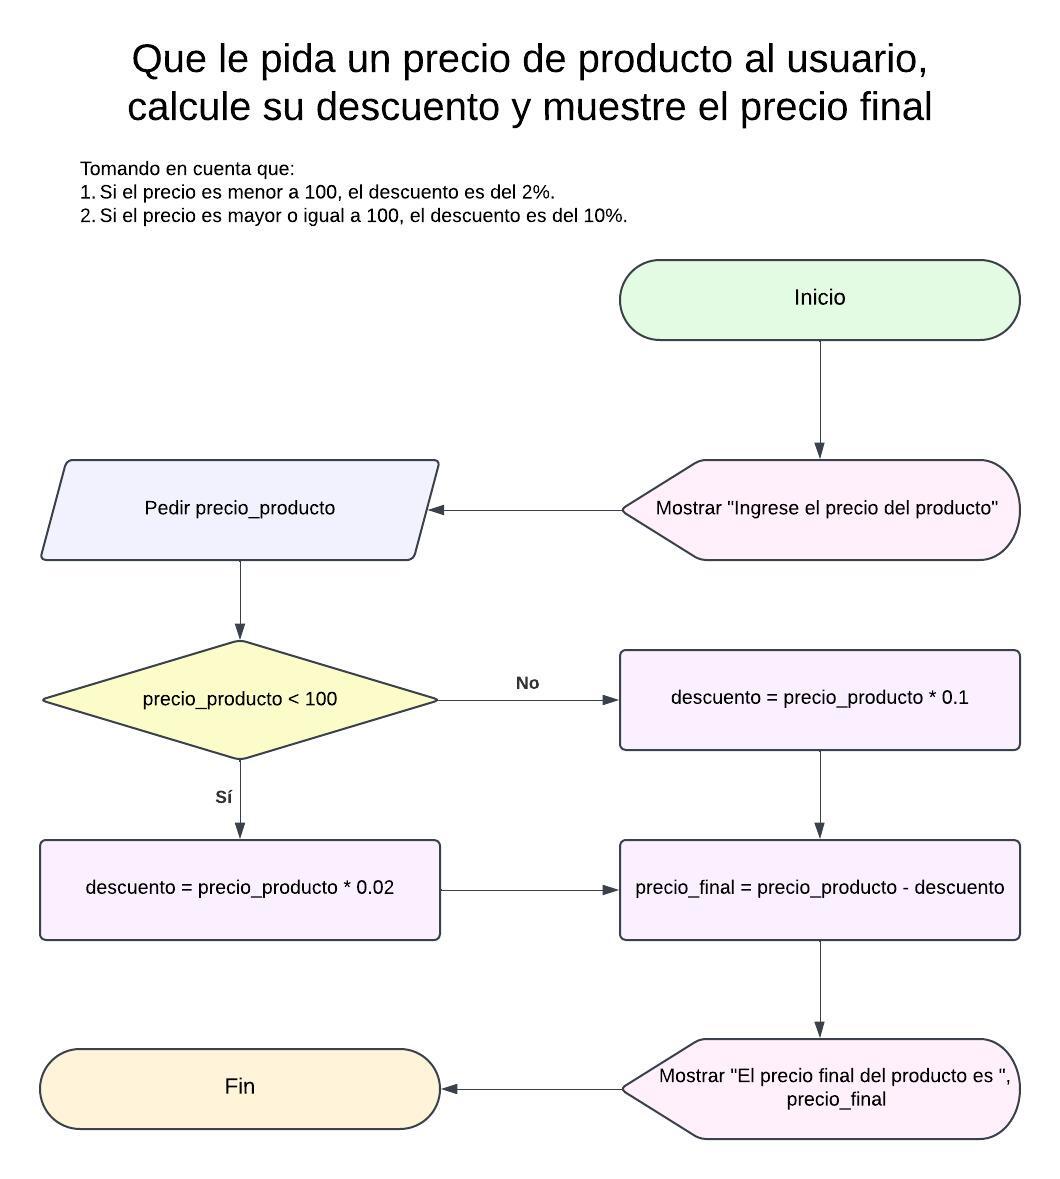 Que le pida un precio de producto al usuario,
calcule su descuento y muestre el precio final
Tomando en cuenta que:
1. Si el precio es menor a 100, el descuento es del 2%.
2. Si el precio es mayor o igual a 100, el descuento es del 10%.
Inicio
Mostrar "Ingrese el precio del producto"
Pedir precio_producto
precio_producto < 100
No
descuento = precio_producto * 0.1
Sí
descuento = precio_producto * 0.02
precio_final = precio_producto - descuento
Mostrar "El precio final del producto es ",
precio_final
Fin